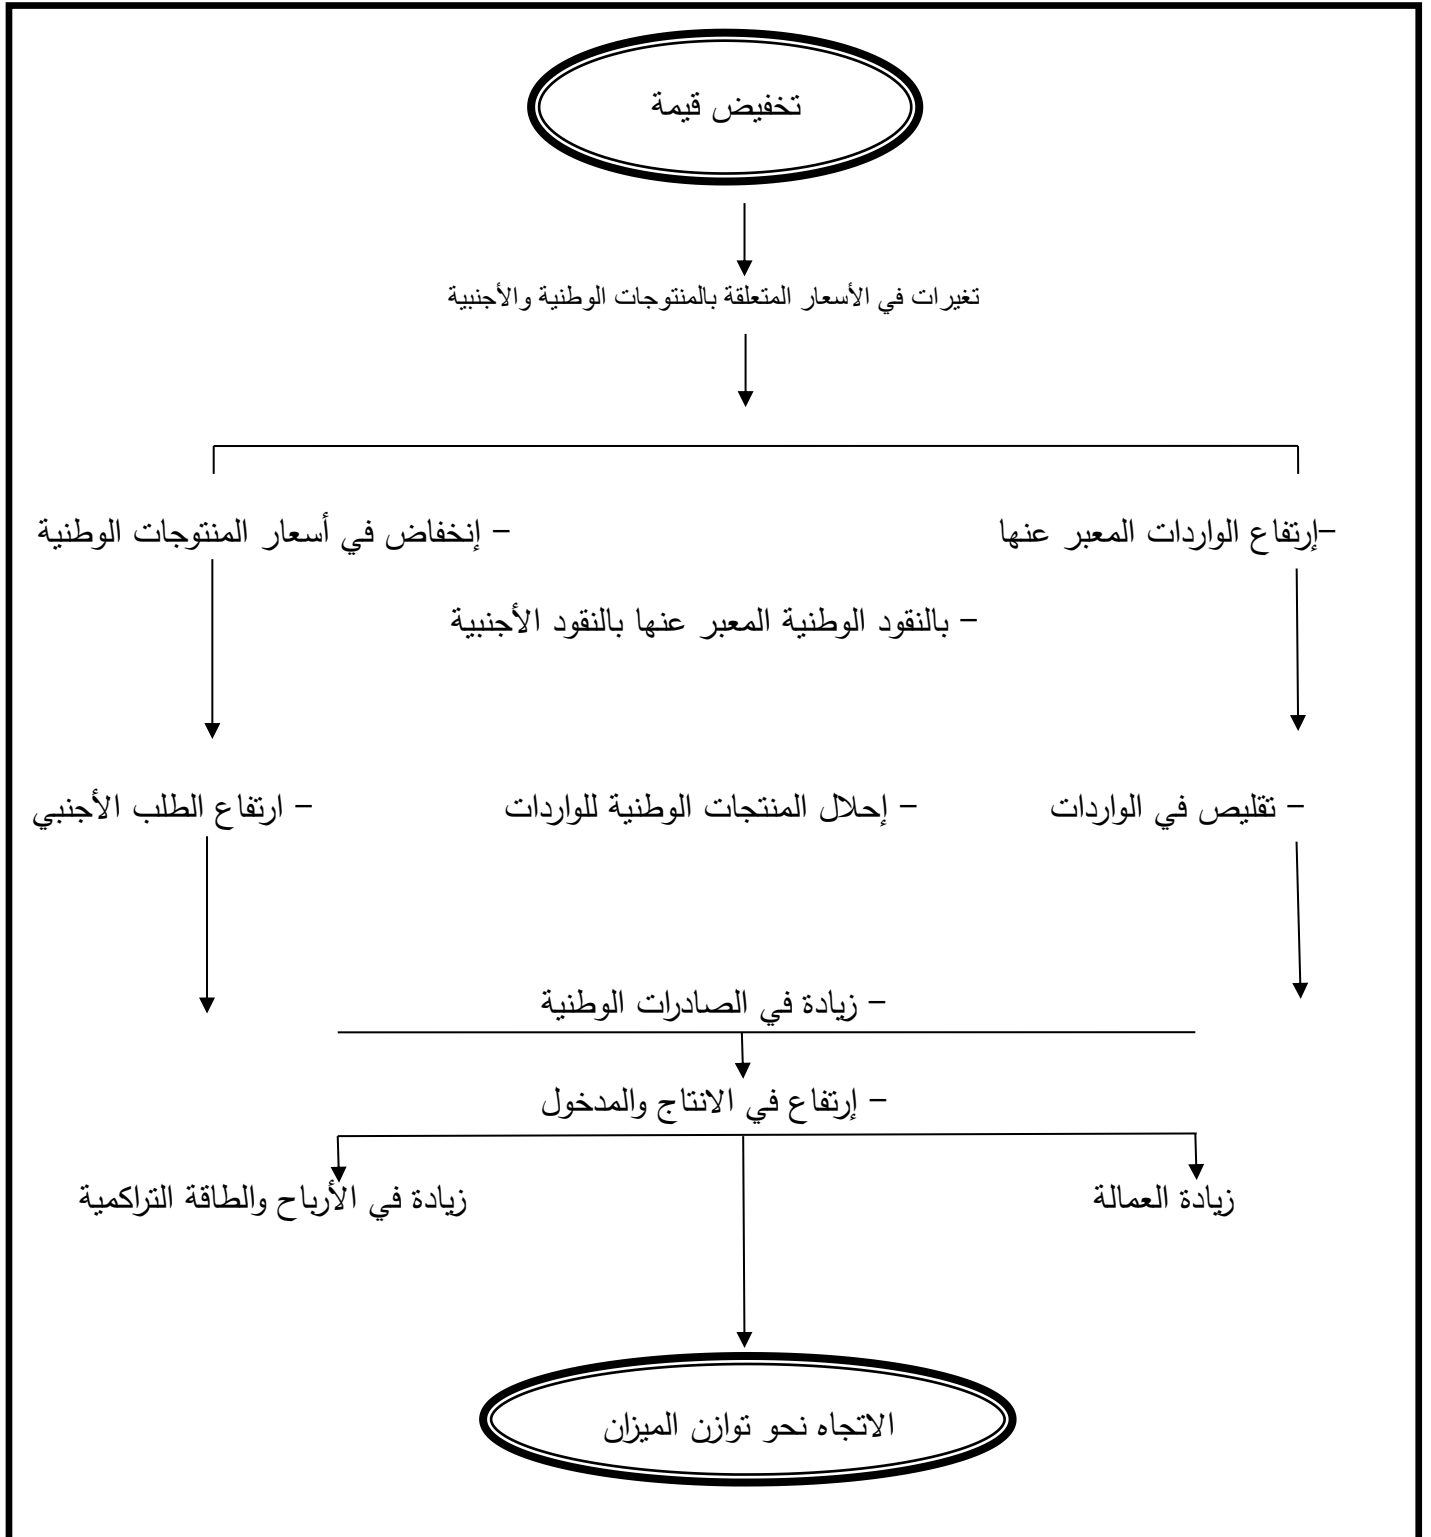 تخفيض قيمة
تغيرات في الأسعار المتعلقة بالمنتوجات الوطنية والأجنبية
-إرتفاع الواردات المعبر عنها
- إنخفاض في أسعار المنتوجات الوطنية
- بالنقود الوطنية المعبر عنها بالنقود الأجنبية
- تقليص في الواردات
- إحلال المنتجات الوطنية للواردات
- ارتفاع الطلب الأجنبي
- زيادة في الصادرات الوطنية
- إرتفاع في الانتاج والمدخول
زيادة العمالة
زيادة في الأرباح والطاقة التراكمية
الاتجاه نحو توازن الميزان